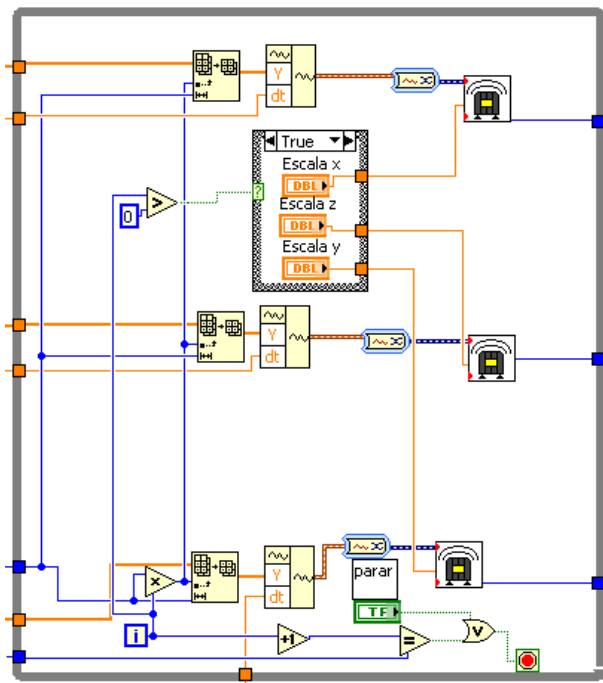 Y
dt
True
Escala x
DBL
Escala z
DBL
Escala y
DBL
0
Y
dt
Y
dt
parar
TF
i
+1